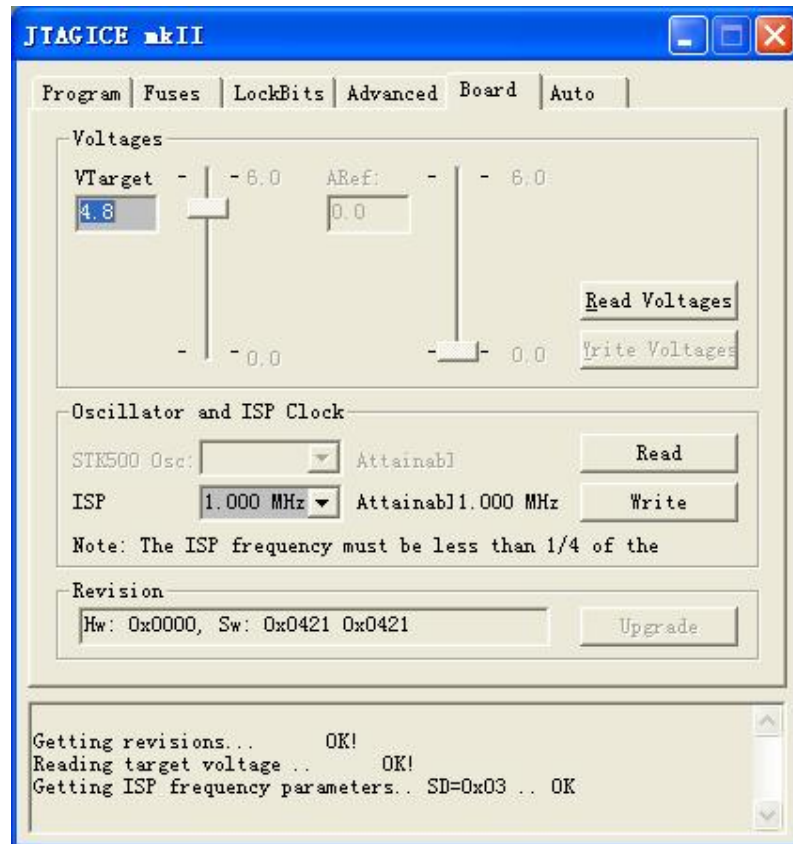 JTAGICE mkII
Program Fuses LockBits Advanced Board Auto
Voltages
VTarget - - 6.0 ARef: - - 6.0
4.8 0.0
Read Voltages
- - 0.0 - - 0.0 Write Voltages
Oscillator and ISP Clock
STK500 Osc: Attainabl Read
ISP 1.000 MHz Attainabl1.000 MHz Write
Note: The ISP frequency must be less than 1/4 of the
Revision
Hw: 0x0000, Sw: 0x0421 0x0421 Upgrade
Getting revisions... OK!
Reading target voltage .. OK!
Getting ISP frequency parameters.. SD=0x03 .. OK